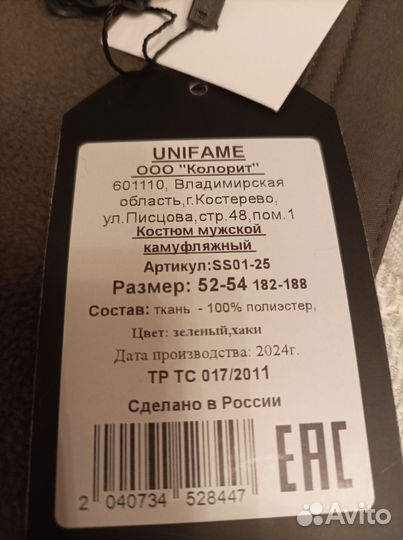 UNIFAME
ООО "Колорит"
601110, Владимирская
область,г.Костерево,
ул.Писцова,стр.48,пом.1
Костюм мужской
камуфляжный
Артикул:SS01-25
Размер: 52-54 182-188
Состав: ткань - 100% полиэстер,
Цвет: зеленый,хаки
Дата производства: 2024г.
ТР ТС 017/2011
Сделано в России
2 040734 528447
EAC
Avito